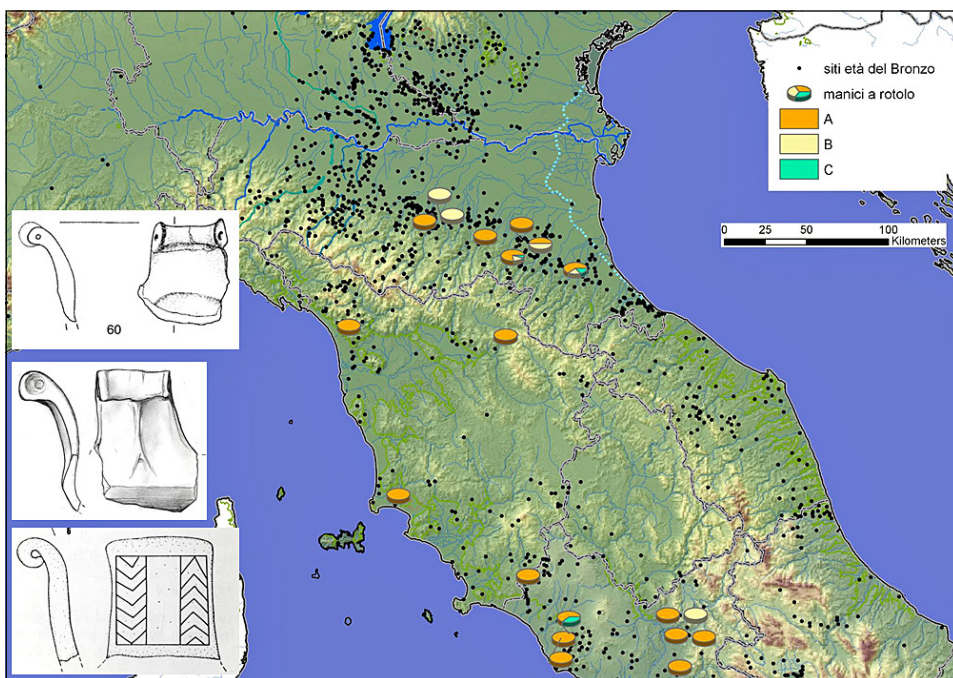 siti età del Bronzo
manici a rotolo
A
B
C
0 25 50 100
Kilometers
60